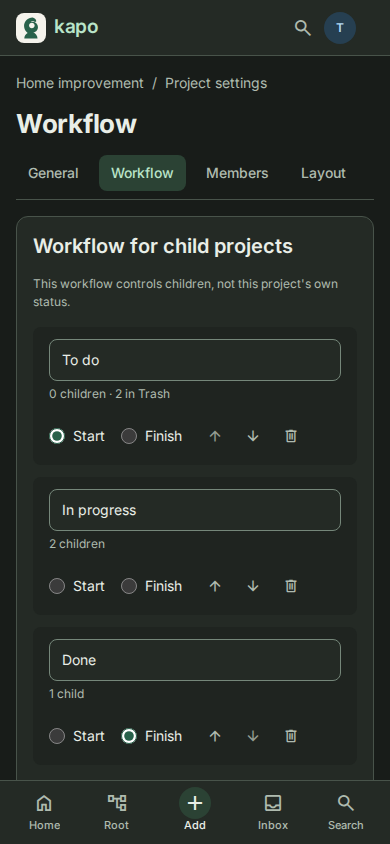 kapo
T
Home improvement / Project settings
Workflow
General Workflow Members Layout
Workflow for child projects
This workflow controls children, not this project's own
status.
To do
0 children · 2 in Trash
Start Finish
In progress
2 children
Start Finish
Done
1 child
Start Finish
Home Root Add Inbox Search